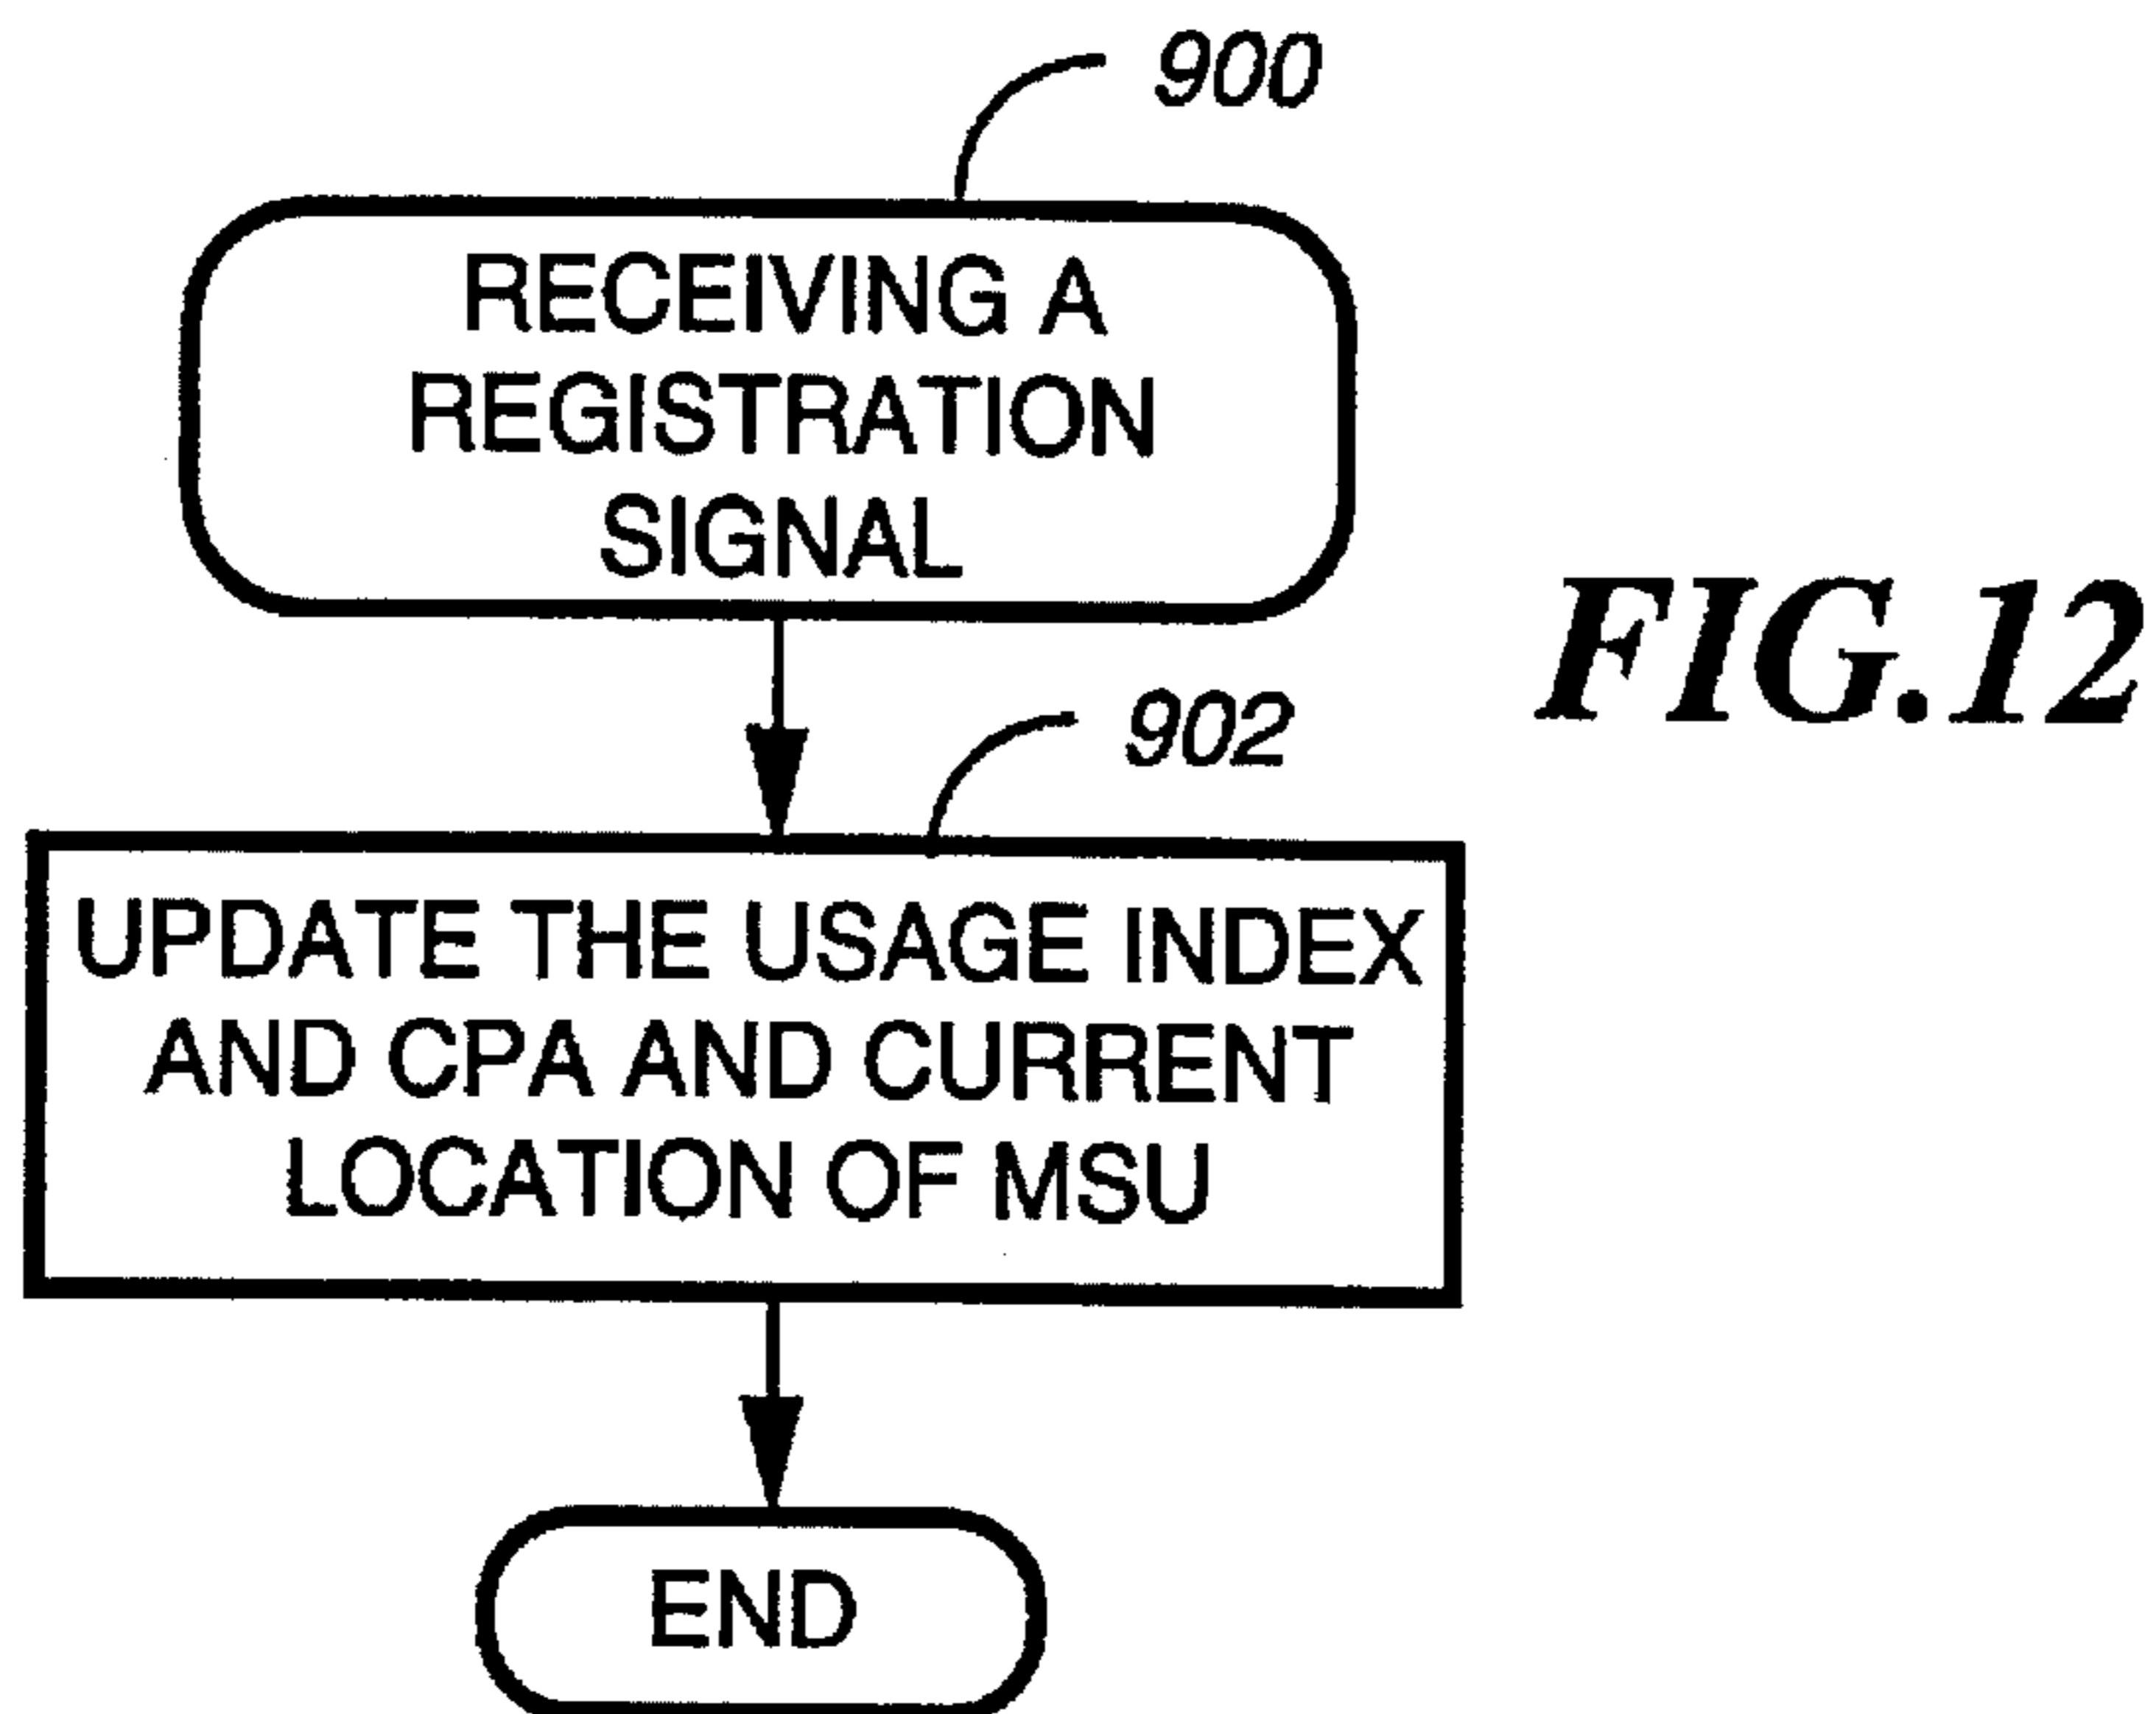 900
RECEIVING A
REGISTRATION
SIGNAL
FIG.12
902
UPDATE THE USAGE INDEX
AND CPA AND CURRENT
LOCATION OF MSU
END